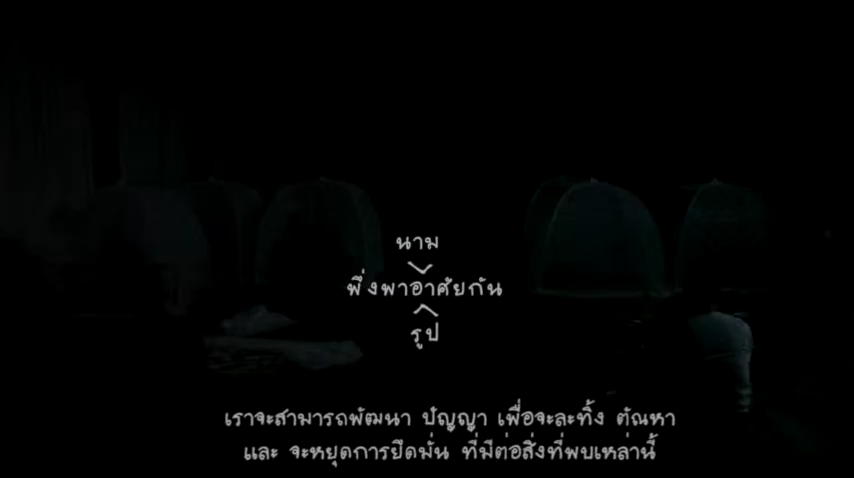 นาม
พึ่งพาอาศัยกัน
รูป
เราจะสามารถพัฒนา ปัญญา เพื่อจะละทิ้ง ตัณหา
และ จะหยุดการยึดมั่น ที่มีต่อสิ่งที่พบเหล่านี้